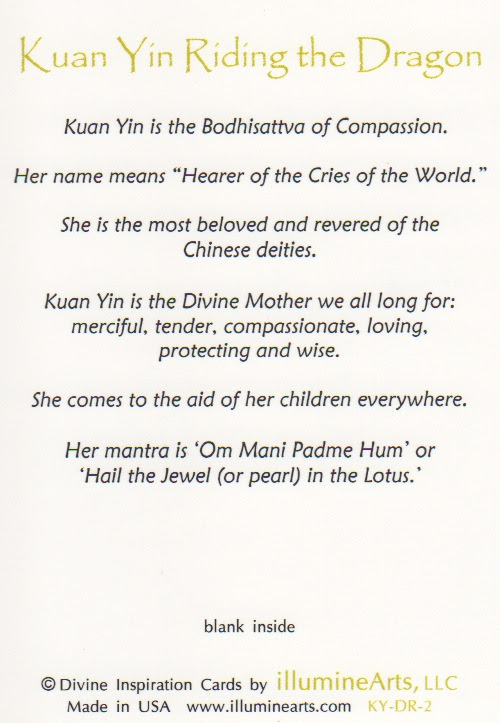 Kuan Yin Riding the Dragon
Kuan Yin is the Bodhisattva of Compassion.
Her name means “Hearer of the Cries of the World.”
She is the most beloved and revered of the
Chinese deities.
Kuan Yin is the Divine Mother we all long for:
merciful, tender, compassionate, loving,
protecting and wise.
She comes to the aid of her children everywhere.
Her mantra is ‘Om Mani Padme Hum’ or
‘Hail the Jewel (or pearl) in the Lotus.’
blank inside
© Divine Inspiration Cards by illumineArts, LLC
Made in USA www.illuminearts.com KY-DR-2